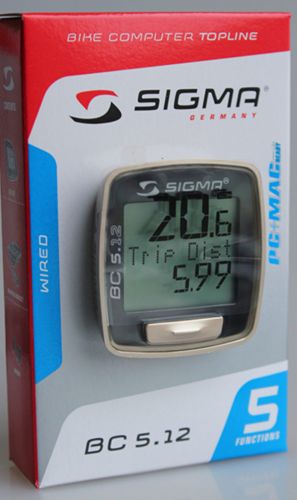 BIKE COMPUTER TOPLINE
SIGMA®
GERMANY
PC+MAC READY
WIRED
SIGMA®
20.6
Trip Dist
5.99
BC 5.12
BC 5.12
5
FUNCTIONS